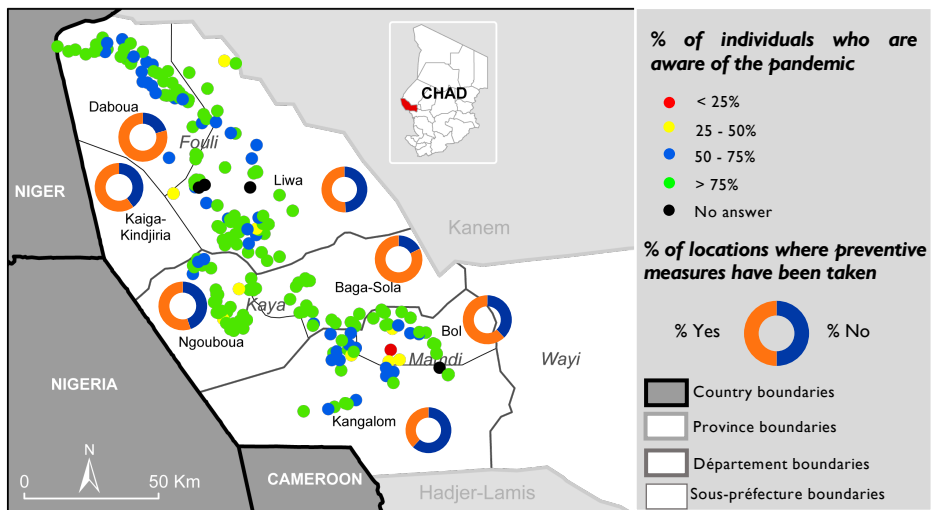 CHAD
Daboua
Fouli
NIGER
Liwa
Kaiga-
Kindjiria
Kanem
Baga-Sola
Kaya
Ngouboua
Bol
Mamdi
Wayi
NIGERIA
Kangalom
N
0 50 Km
CAMEROON
Hadjer-Lamis
% of individuals who are
aware of the pandemic
< 25%
25 - 50%
50 - 75%
> 75%
No answer
% of locations where preventive
measures have been taken
% Yes % No
Country boundaries
Province boundaries
Département boundaries
Sous-préfecture boundaries